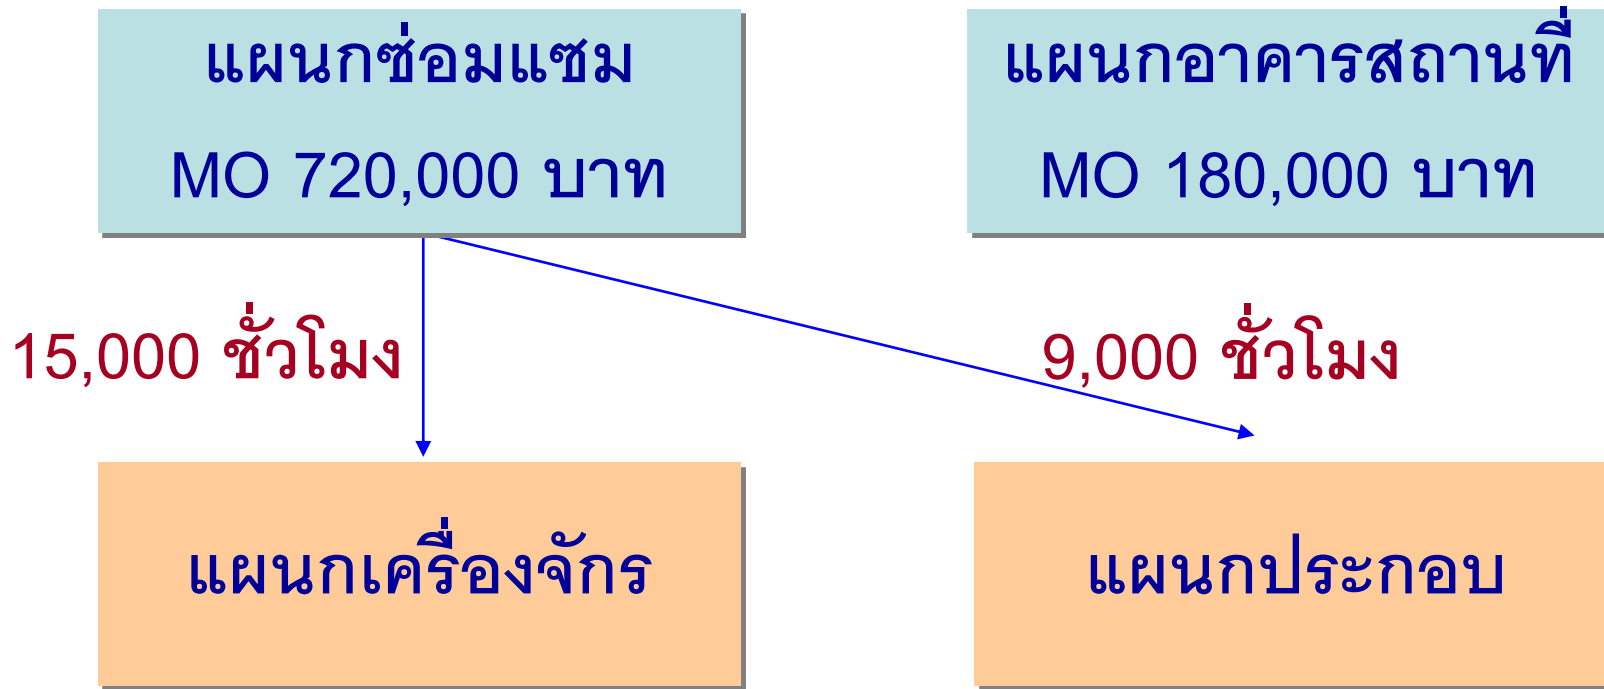 แผนกซ่อมแซม
MO 720,000 บาท
แผนกอาคารสถานที่
MO 180,000 บาท
15,000 ชั่วโมง
9,000 ชั่วโมง
แผนกเครื่องจักร
แผนกประกอบ